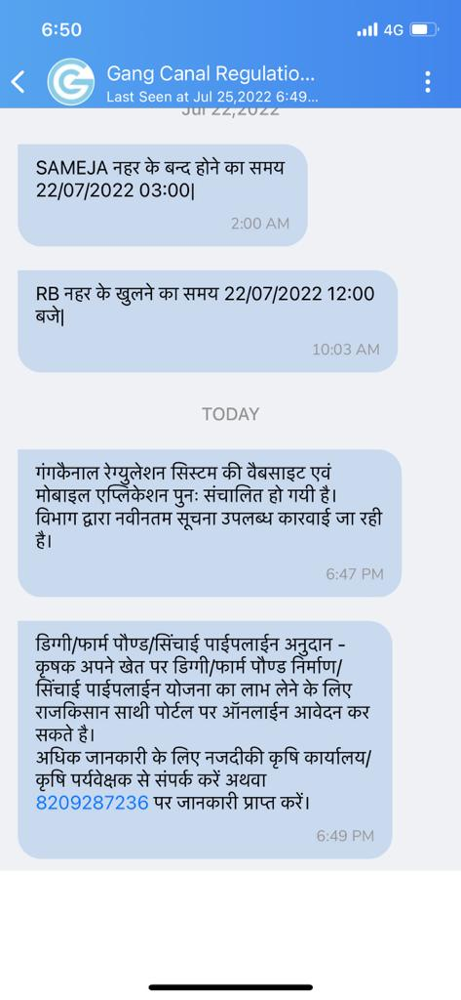 6:50
4G
Gang Canal Regulatio...
Last Seen at Jul 25,2022 6:49...
Jul 22,2022
SAMEJA नहर के बन्द होने का समय
22/07/2022 03:00|
2:00 AM
RB नहर के खुलने का समय 22/07/2022 12:00
बजे|
10:03 AM
TODAY
गंगकैनाल रेग्युलेशन सिस्टम की वैबसाइट एवं
मोबाइल एप्लिकेशन पुनः संचालित हो गयी है।
विभाग द्वारा नवीनतम सूचना उपलब्ध कारवाई जा रही
है।
6:47 PM
डिग्गी/फार्म पौण्ड/सिंचाई पाईपलाईन अनुदान -
कृषक अपने खेत पर डिग्गी/फार्म पौण्ड निर्माण/
सिंचाई पाईपलाईन योजना का लाभ लेने के लिए
राजकिसान साथी पोर्टल पर ऑनलाईन आवेदन कर
सकते है।
अधिक जानकारी के लिए नजदीकी कृषि कार्यालय/
कृषि पर्यवेक्षक से संपर्क करें अथवा
8209287236 पर जानकारी प्राप्त करें।
6:49 PM